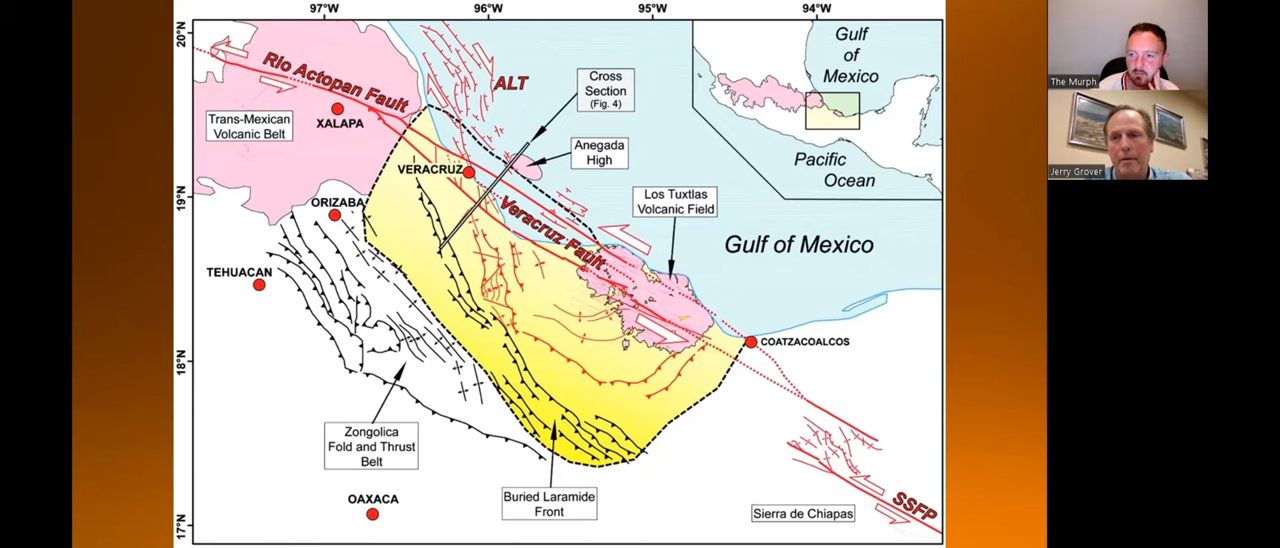 97°W
96°W
95°W
94°W
20°N
19°N
18°N
17°N
Rio Actopan Fault
ALT
Trans-Mexican
Volcanic Belt
XALAPA
Cross
Section
(Fig. 4)
Anegada
High
VERACRUZ
ORIZABA
Los Tuxtlas
Volcanic Field
Veracruz Fault
Gulf of Mexico
TEHUACAN
COATZACOALCOS
Zongolica
Fold and Thrust
Belt
Buried Laramide
Front
OAXACA
Sierra de Chiapas
SSFP
Gulf
of
Mexico
Pacific
Ocean
The Murph
Jerry Grover